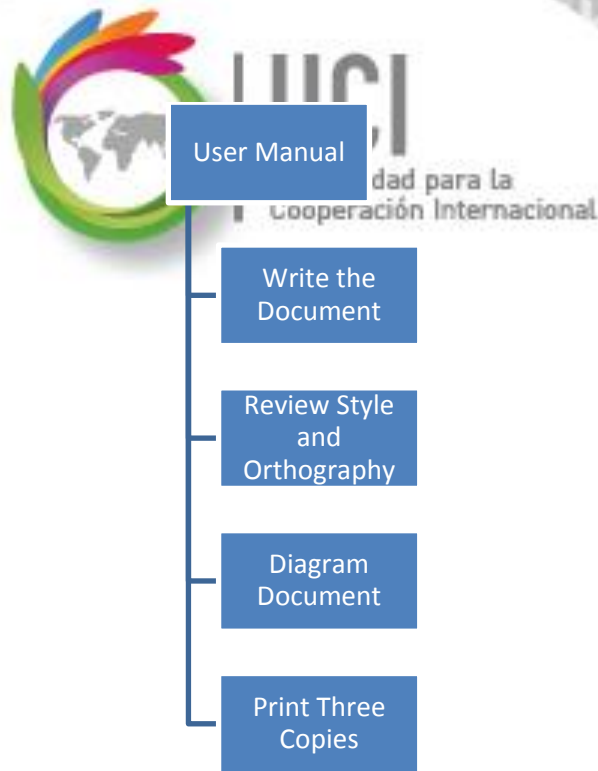 UCI
User Manual
dad para la
Cooperación Internacional
Write the
Document
Review Style
and
Orthography
Diagram
Document
Print Three
Copies